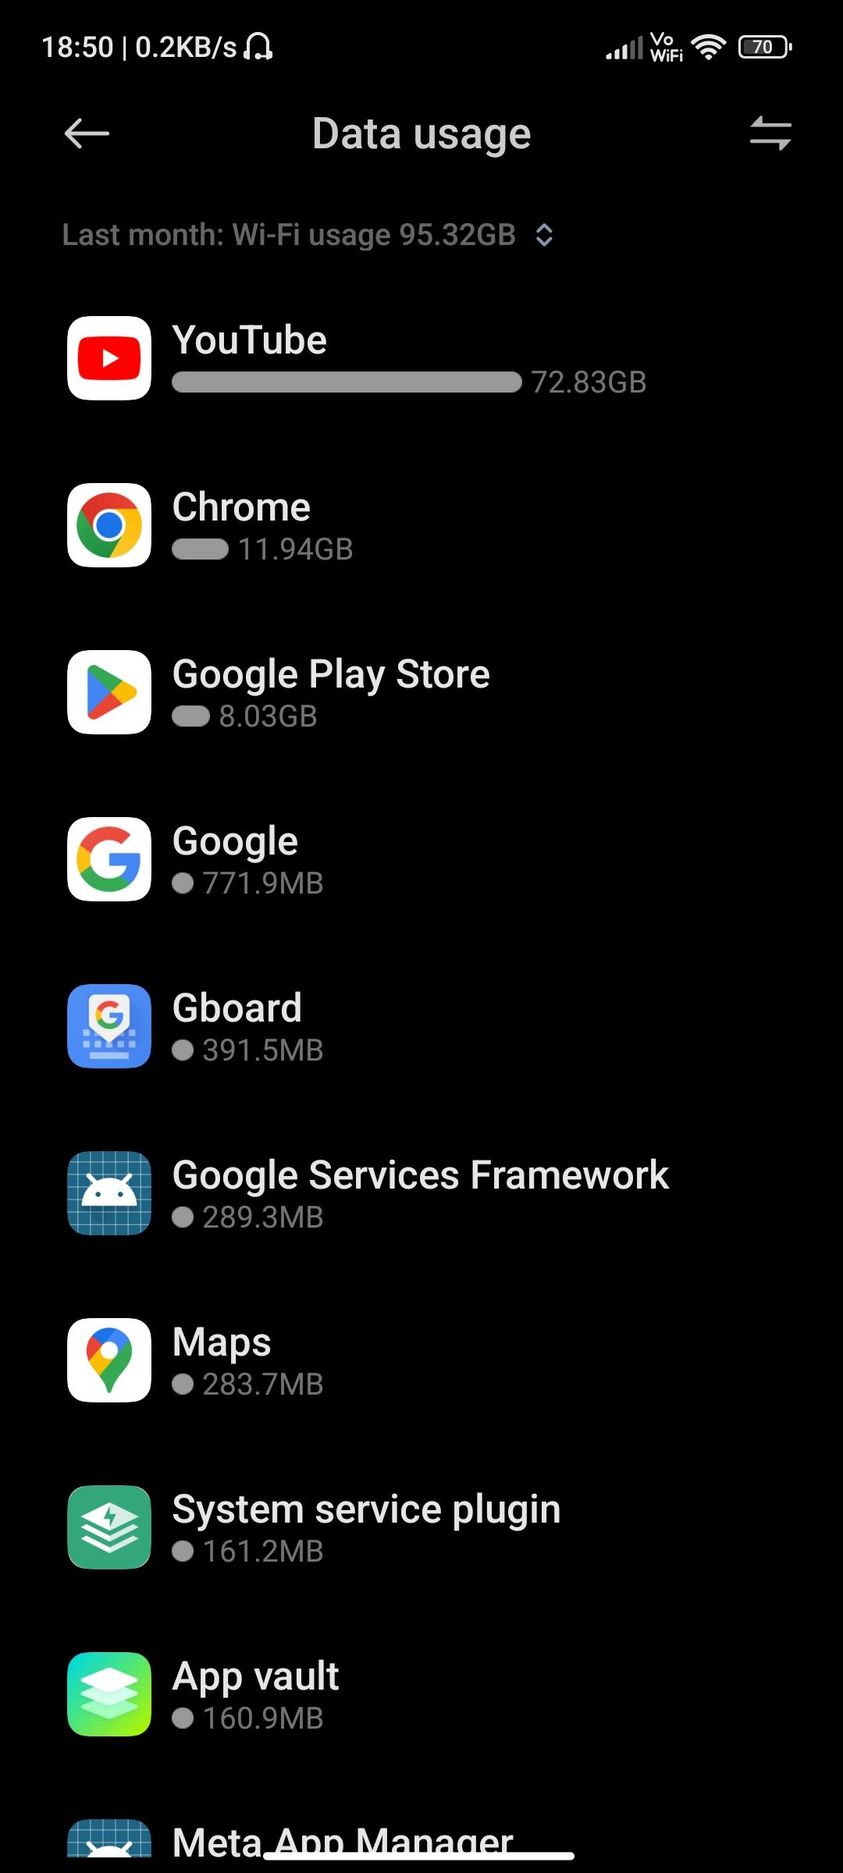 18:50 | 0.2KB/s Vo WiFi 70
Data usage
Last month: Wi-Fi usage 95.32GB
YouTube
72.83GB
Chrome
11.94GB
Google Play Store
8.03GB
Google
771.9MB
Gboard
391.5MB
Google Services Framework
289.3MB
Maps
283.7MB
System service plugin
161.2MB
App vault
160.9MB
Meta App Manager